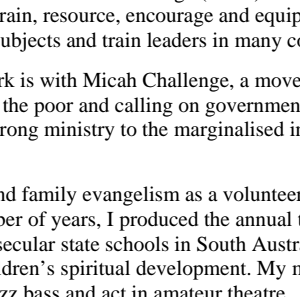 rain, resource, encourage and equip
ubjects and train leaders in many co
rk is with Micah Challenge, a move
the poor and calling on governmen
rong ministry to the marginalised in
nd family evangelism as a volunteer
ber of years, I produced the annual t
secular state schools in South Austra
ldren’s spiritual development. My m
zz bass and act in amateur theatre